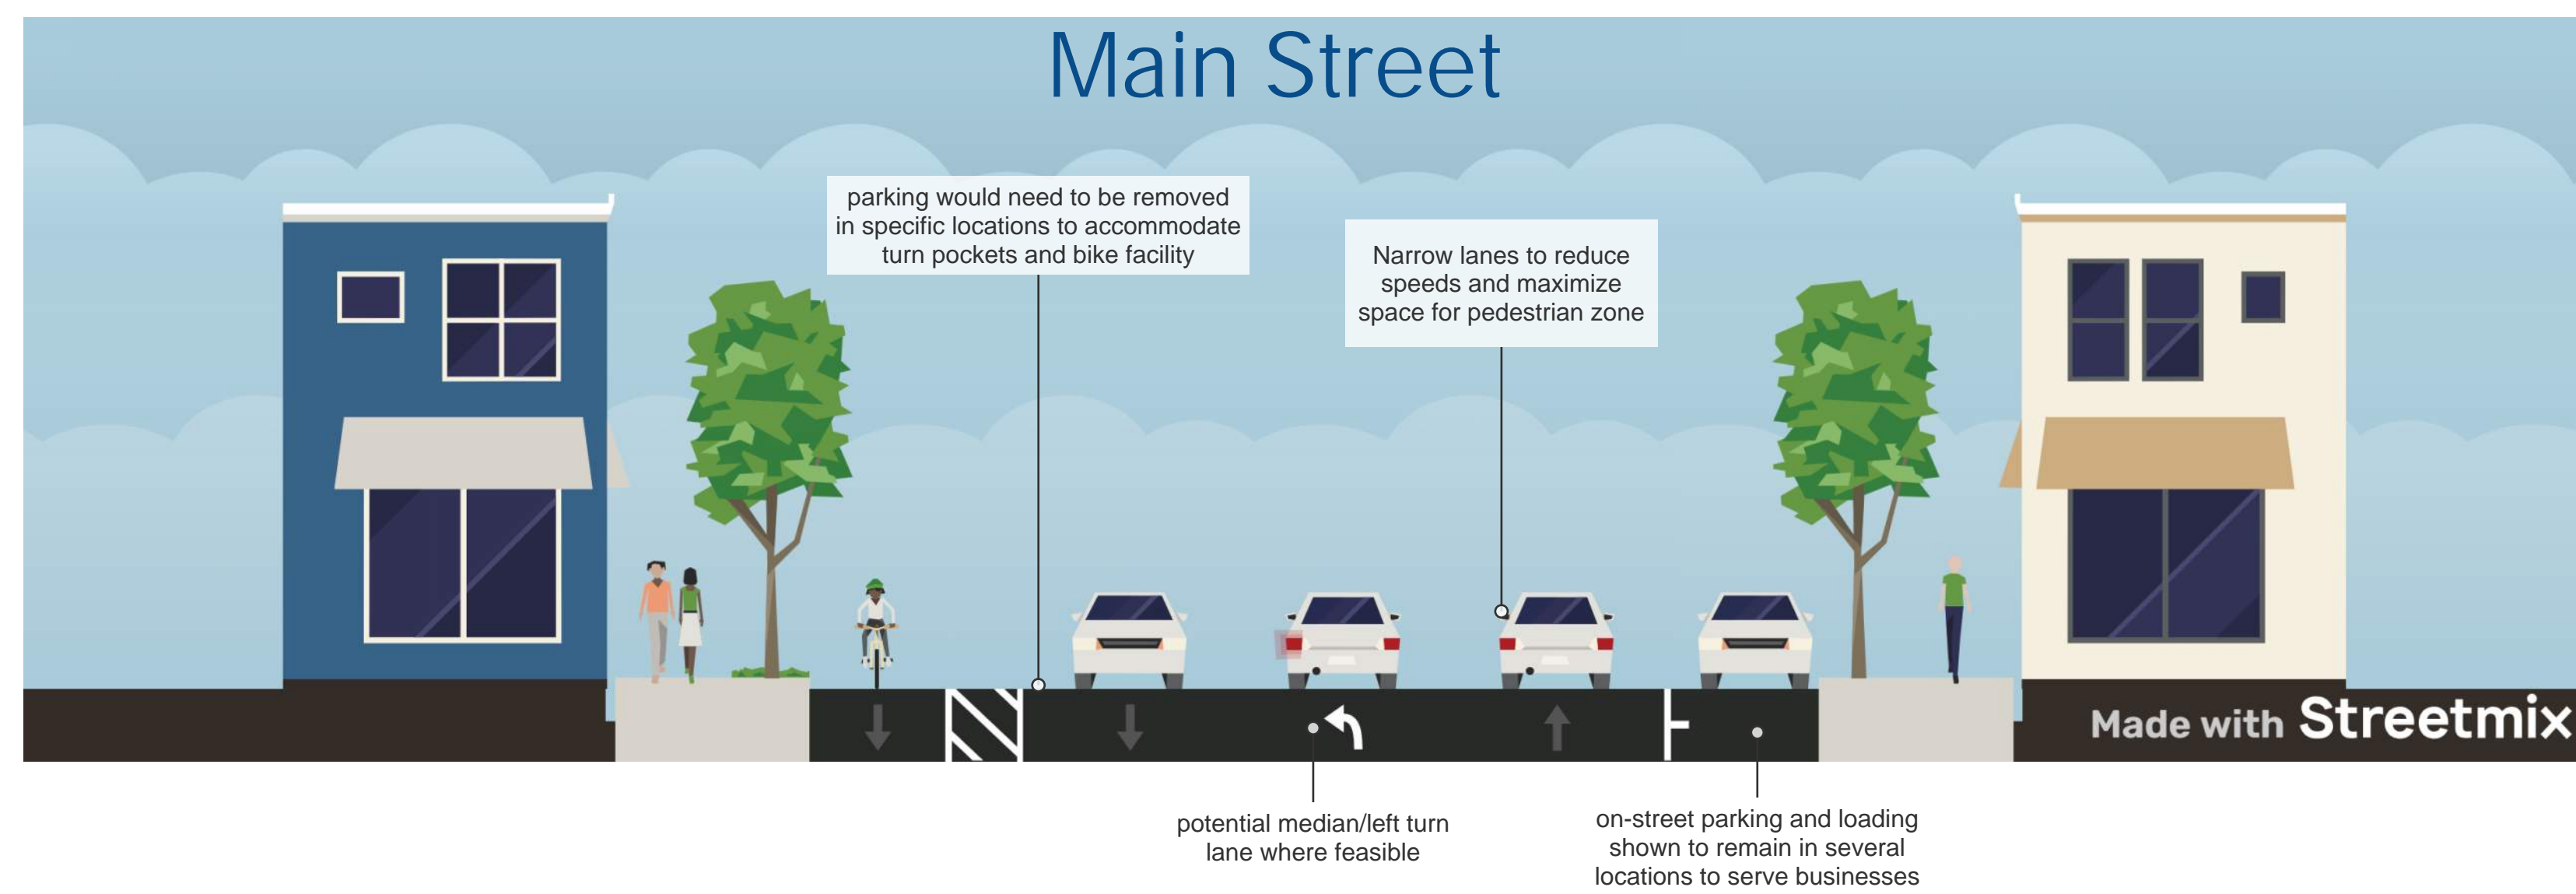 Main Street
parking would need to be removed
in specific locations to accommodate
turn pockets and bike facility
Narrow lanes to reduce
speeds and maximize
space for pedestrian zone
Made with Streetmix
potential median/left turn
lane where feasible
on-street parking and loading
shown to remain in several
locations to serve businesses